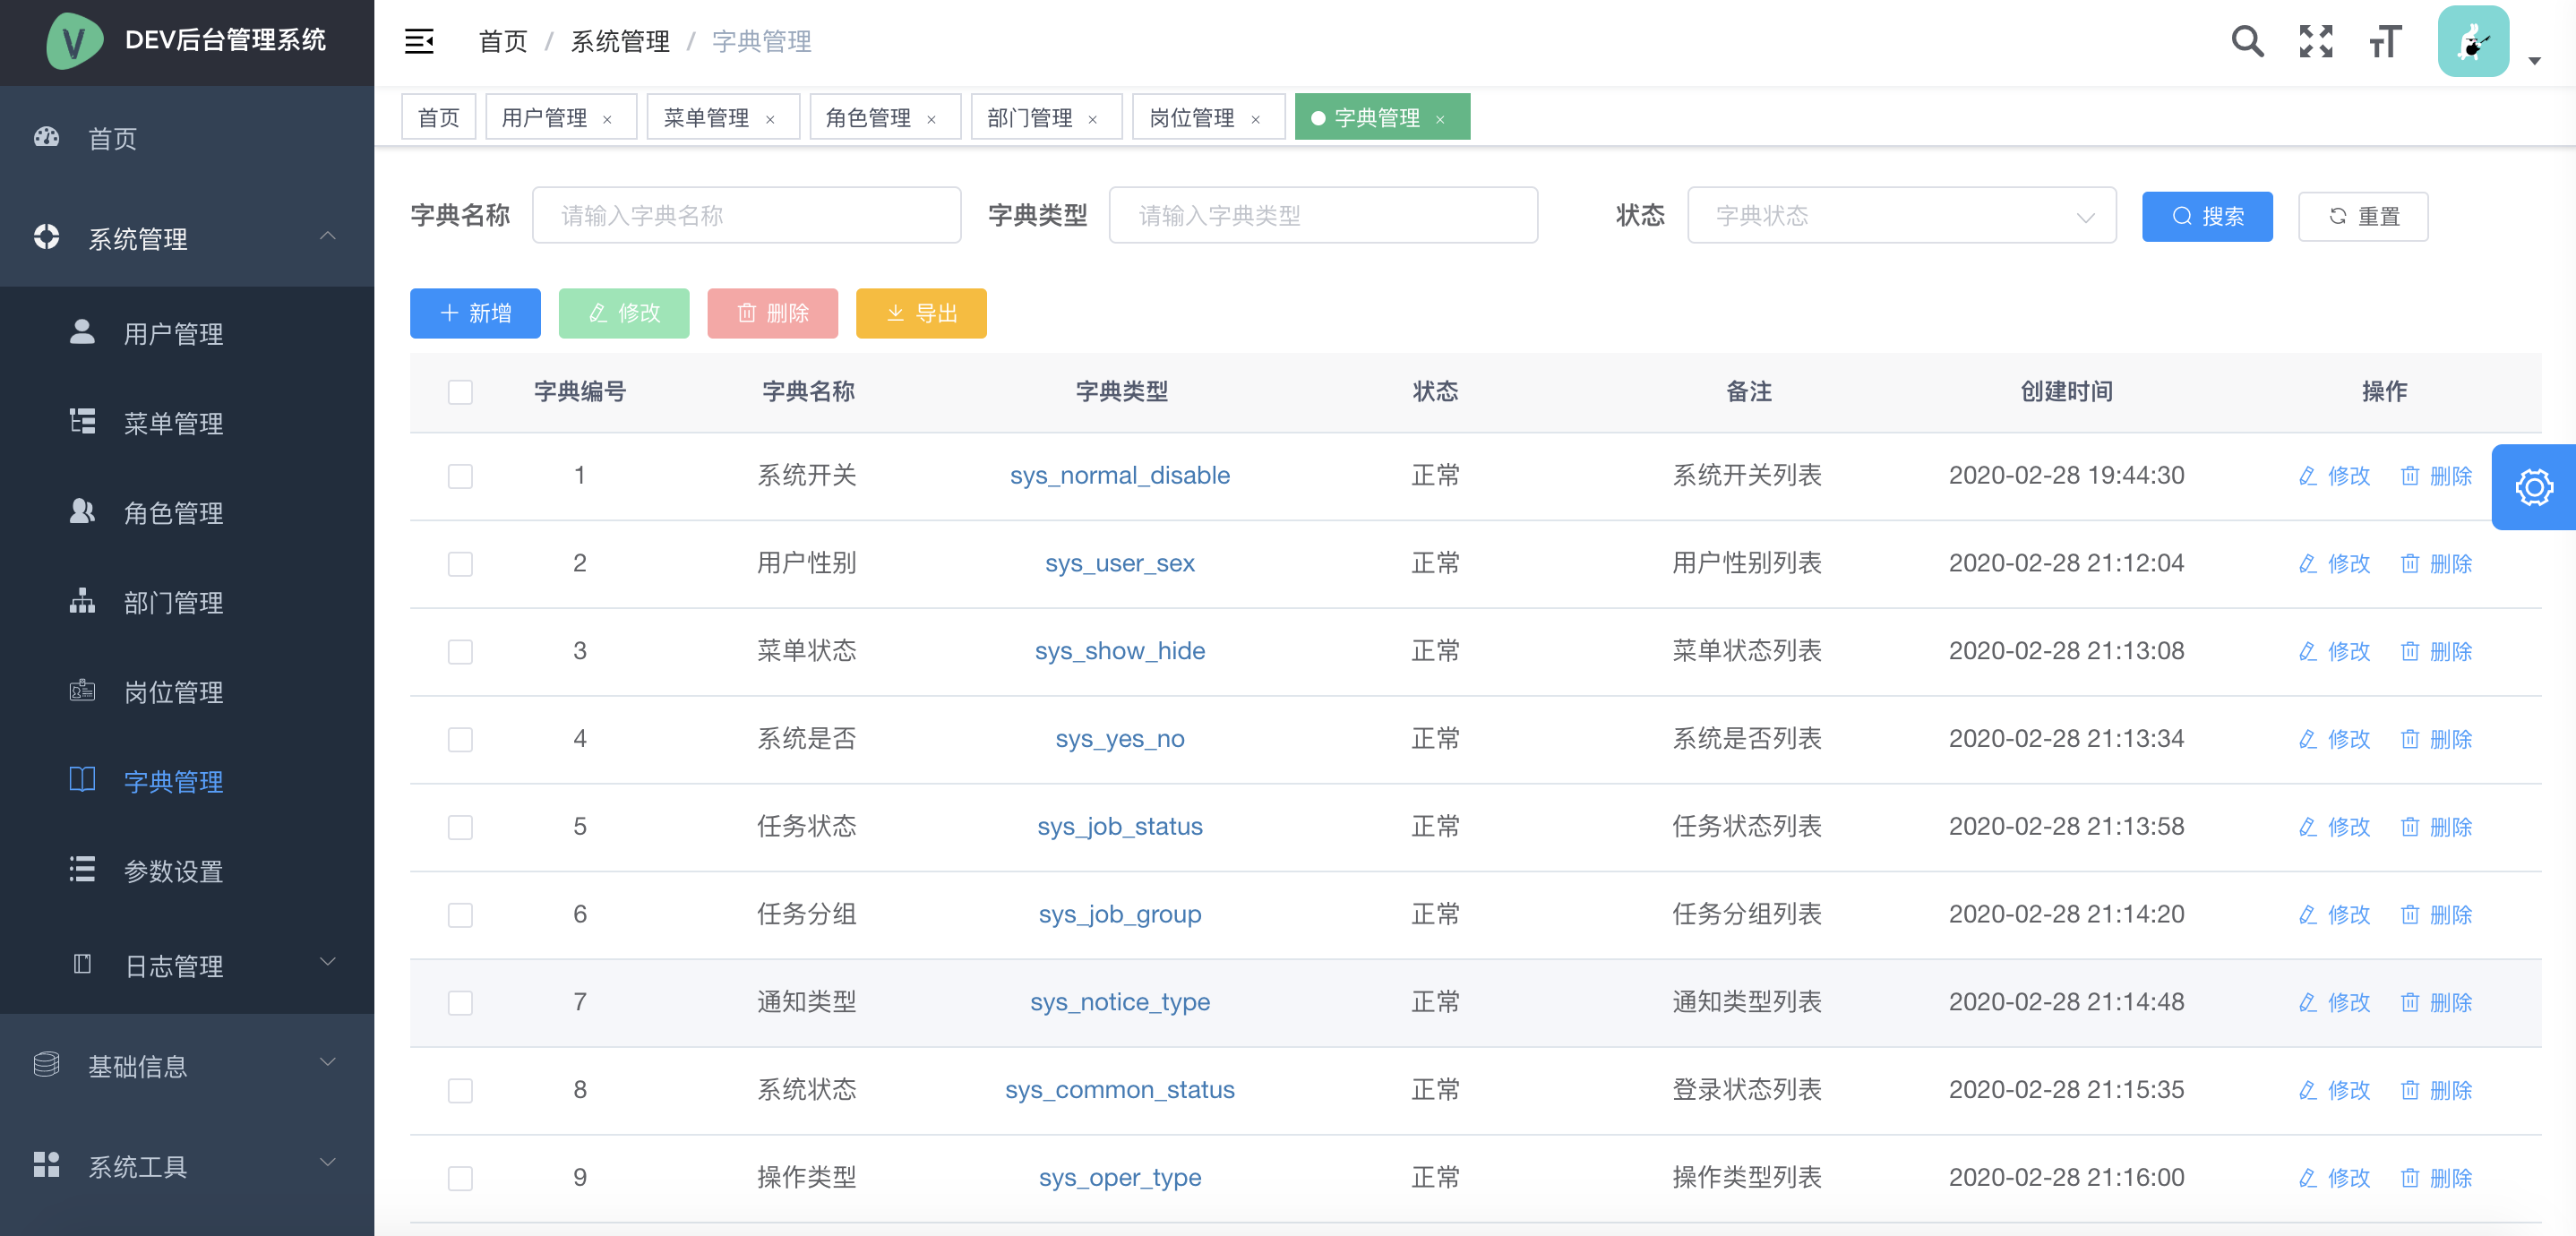 DEV后台管理系统
首页 / 系统管理 / 字典管理
首页
系统管理
用户管理
菜单管理
角色管理
部门管理
岗位管理
字典管理
参数设置
日志管理
基础信息
系统工具
首页 用户管理 × 菜单管理 × 角色管理 × 部门管理 × 岗位管理 × 字典管理 ×
字典名称 请输入字典名称 字典类型 请输入字典类型 状态 字典状态 搜索 重置
新增 修改 删除 导出
字典编号 字典名称 字典类型 状态 备注 创建时间 操作
1 系统开关 sys_normal_disable 正常 系统开关列表 2020-02-28 19:44:30 修改 删除
2 用户性别 sys_user_sex 正常 用户性别列表 2020-02-28 21:12:04 修改 删除
3 菜单状态 sys_show_hide 正常 菜单状态列表 2020-02-28 21:13:08 修改 删除
4 系统是否 sys_yes_no 正常 系统是否列表 2020-02-28 21:13:34 修改 删除
5 任务状态 sys_job_status 正常 任务状态列表 2020-02-28 21:13:58 修改 删除
6 任务分组 sys_job_group 正常 任务分组列表 2020-02-28 21:14:20 修改 删除
7 通知类型 sys_notice_type 正常 通知类型列表 2020-02-28 21:14:48 修改 删除
8 系统状态 sys_common_status 正常 登录状态列表 2020-02-28 21:15:35 修改 删除
9 操作类型 sys_oper_type 正常 操作类型列表 2020-02-28 21:16:00 修改 删除